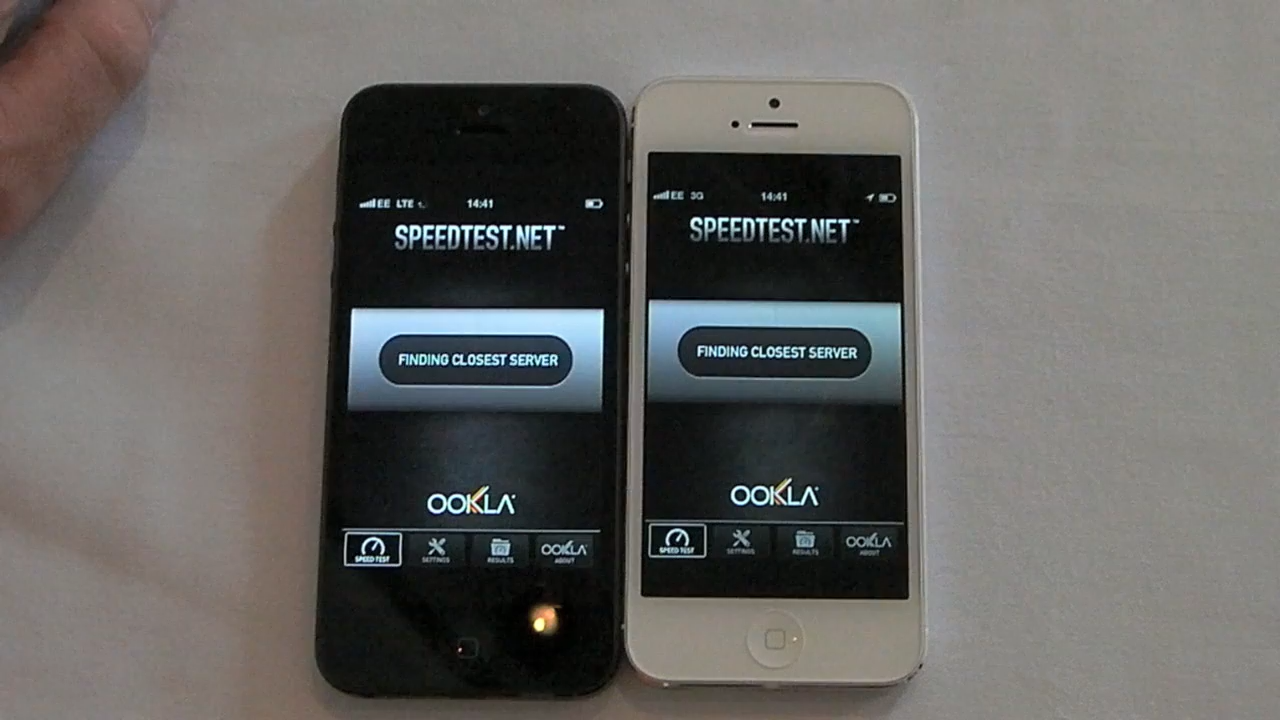 EE LTE 14:41
SPEEDTEST.NET™
FINDING CLOSEST SERVER
OOKLA
SPEED TEST SETTINGS RESULTS OOKLA ABOUT
EE 3G 14:41
SPEEDTEST.NET™
FINDING CLOSEST SERVER
OOKLA
SPEED TEST SETTINGS RESULTS OOKLA ABOUT